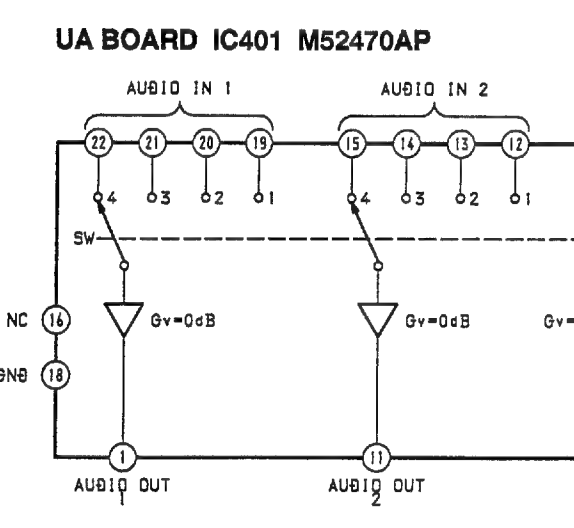 UA BOARD IC401 M52470AP
AUDIO IN 1 AUDIO IN 2
22 21 20 19 15 14 13 12
4 3 2 1 4 3 2 1
SW
NC 16 Gv=0dB Gv=0dB Gv=
GND 18
1 11
AUDIO OUT AUDIO OUT
1 2